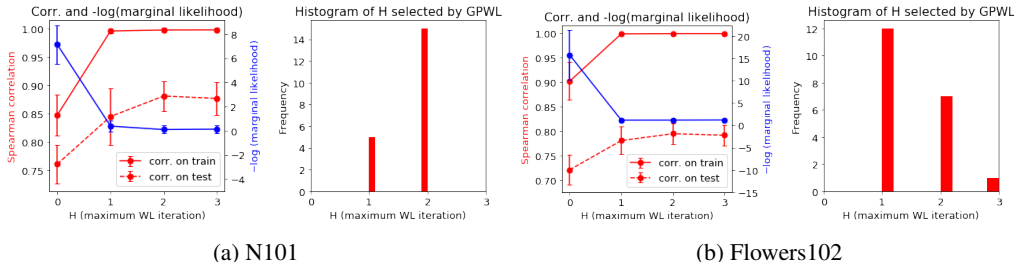 Corr. and -log(marginal likelihood)
Spearman correlation
1.00
0.95
0.90
0.85
0.80
0.75
8
6
4
2
0
−2
−4
−log (marginal likelihood)
corr. on train
corr. on test
0 1 2 3
H (maximum WL iteration)
Histogram of H selected by GPWL
Frequency
14
12
10
8
6
4
2
0
0 1 2 3
H (maximum WL iteration)
(a) N101
Corr. and -log(marginal likelihood)
Spearman correlation
1.00
0.95
0.90
0.85
0.80
0.75
0.70
20
15
10
5
0
−5
−10
−15
−log (marginal likelihood)
corr. on train
corr. on test
0 1 2 3
H (maximum WL iteration)
Histogram of H selected by GPWL
Frequency
12
10
8
6
4
2
0
0 1 2 3
H (maximum WL iteration)
(b) Flowers102